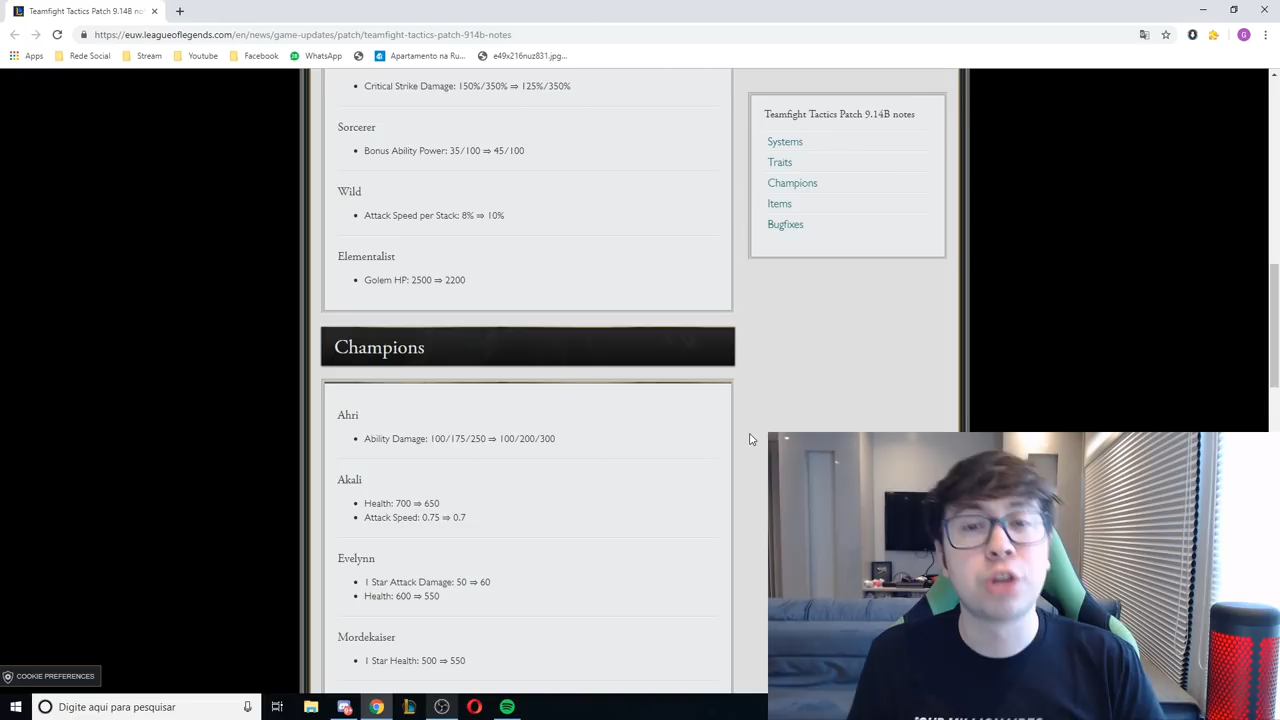 Teamfight Tactics Patch 9.14B no
https://euw.leagueoflegends.com/en/news/game-updates/patch/teamfight-tactics-patch-914b-notes
G
Apps
Rede Social
Stream
Youtube
Facebook
WhatsApp
Apartamento na Ru...
e49x216nuz831.jpg...
• Critical Strike Damage: 150%/350% ⇒ 125%/350%
Sorcerer
• Bonus Ability Power: 35/100 ⇒ 45/100
Wild
• Attack Speed per Stack: 8% ⇒ 10%
Elementalist
• Golem HP: 2500 ⇒ 2200
Champions
Ahri
• Ability Damage: 100/175/250 ⇒ 100/200/300
Akali
• Health: 700 ⇒ 650
• Attack Speed: 0.75 ⇒ 0.7
Evelynn
• 1 Star Attack Damage: 50 ⇒ 60
• Health: 600 ⇒ 550
Mordekaiser
• 1 Star Health: 500 ⇒ 550
Teamfight Tactics Patch 9.14B notes
Systems
Traits
Champions
Items
Bugfixes
COOKIE PREFERENCES
Digite aqui para pesquisar